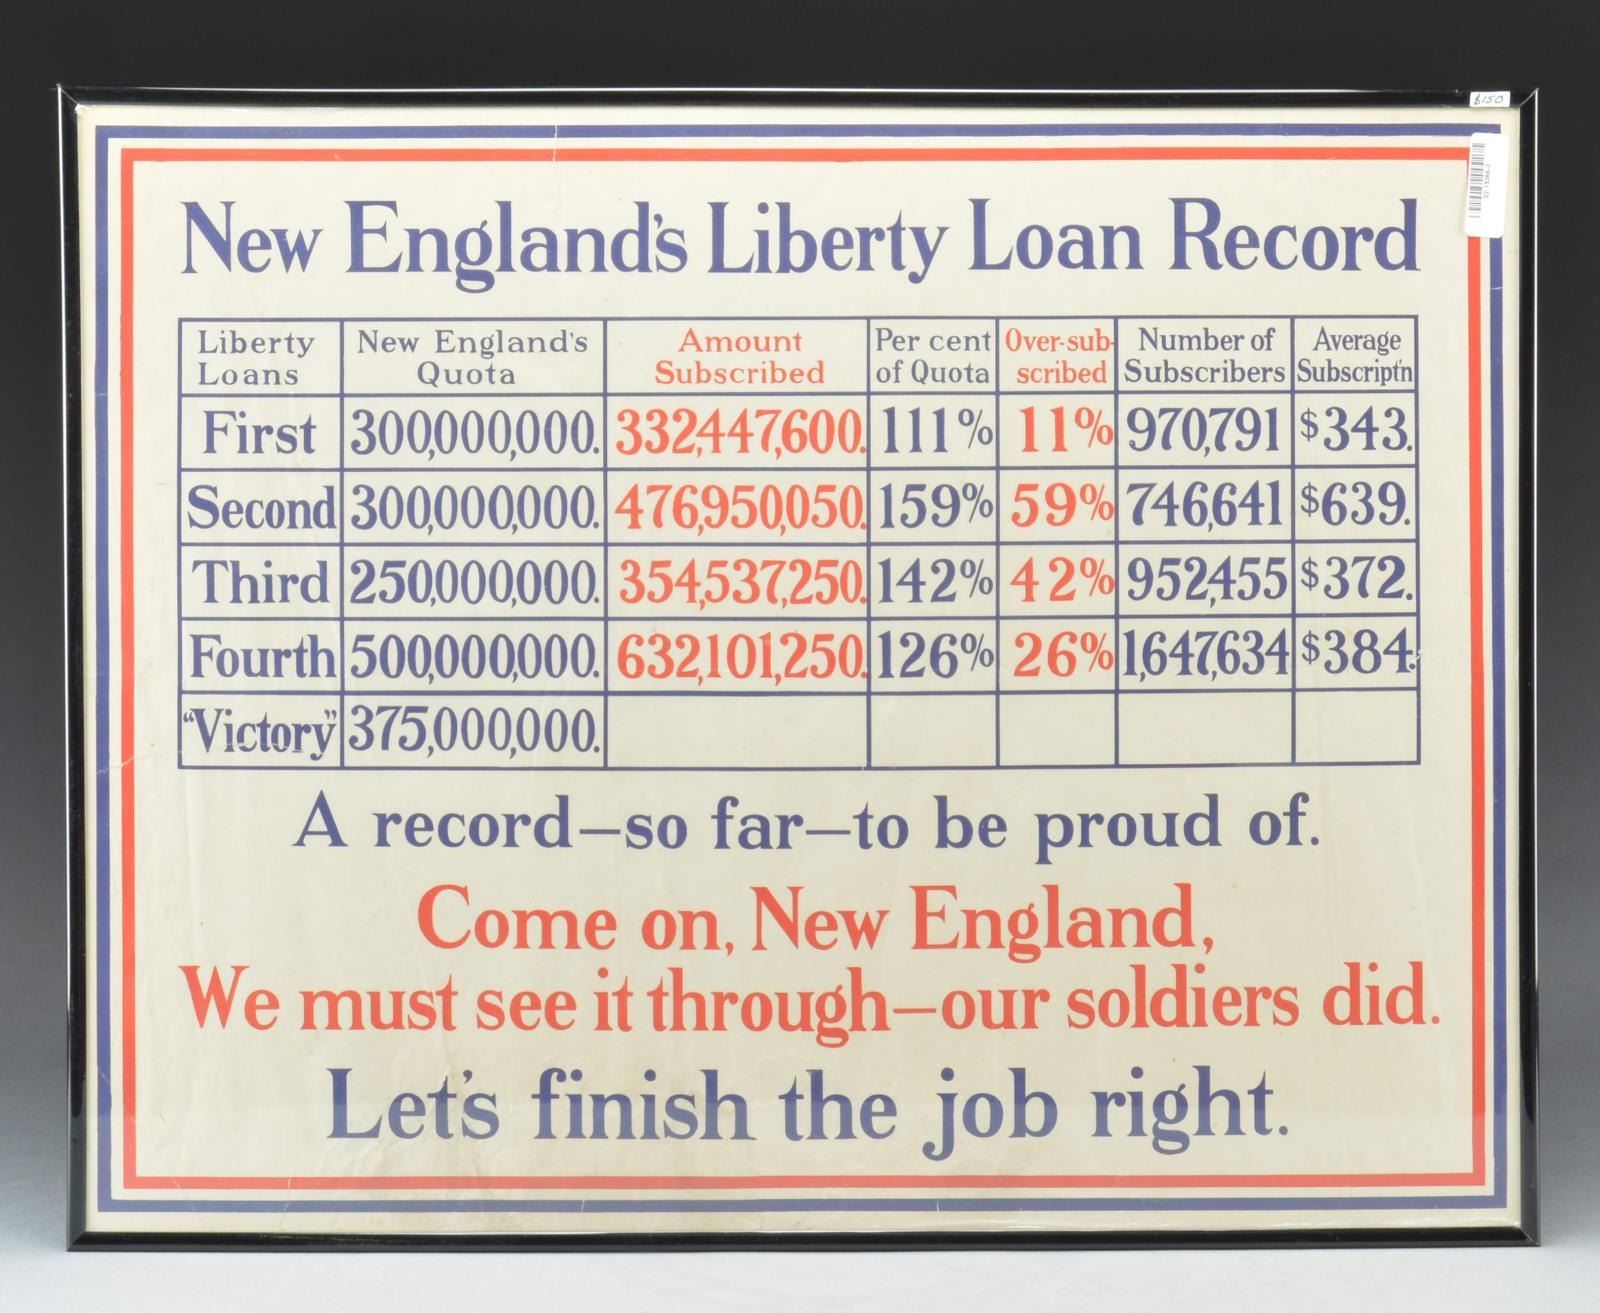 $150
02-15366-2
New England's Liberty Loan Record
Liberty Loans | New England's Quota | Amount Subscribed | Per cent of Quota | Over-sub-scribed | Number of Subscribers | Average Subscript'n
First | 300,000,000. | 332,447,600. | 111% | 11% | 970,791 | $343.
Second | 300,000,000. | 476,950,050. | 159% | 59% | 746,641 | $639.
Third | 250,000,000. | 354,537,250. | 142% | 42% | 952,455 | $372.
Fourth | 500,000,000. | 632,101,250. | 126% | 26% | 1,647,634 | $384.
"Victory" | 375,000,000.
A record—so far—to be proud of.
Come on, New England,
We must see it through—our soldiers did.
Let's finish the job right.